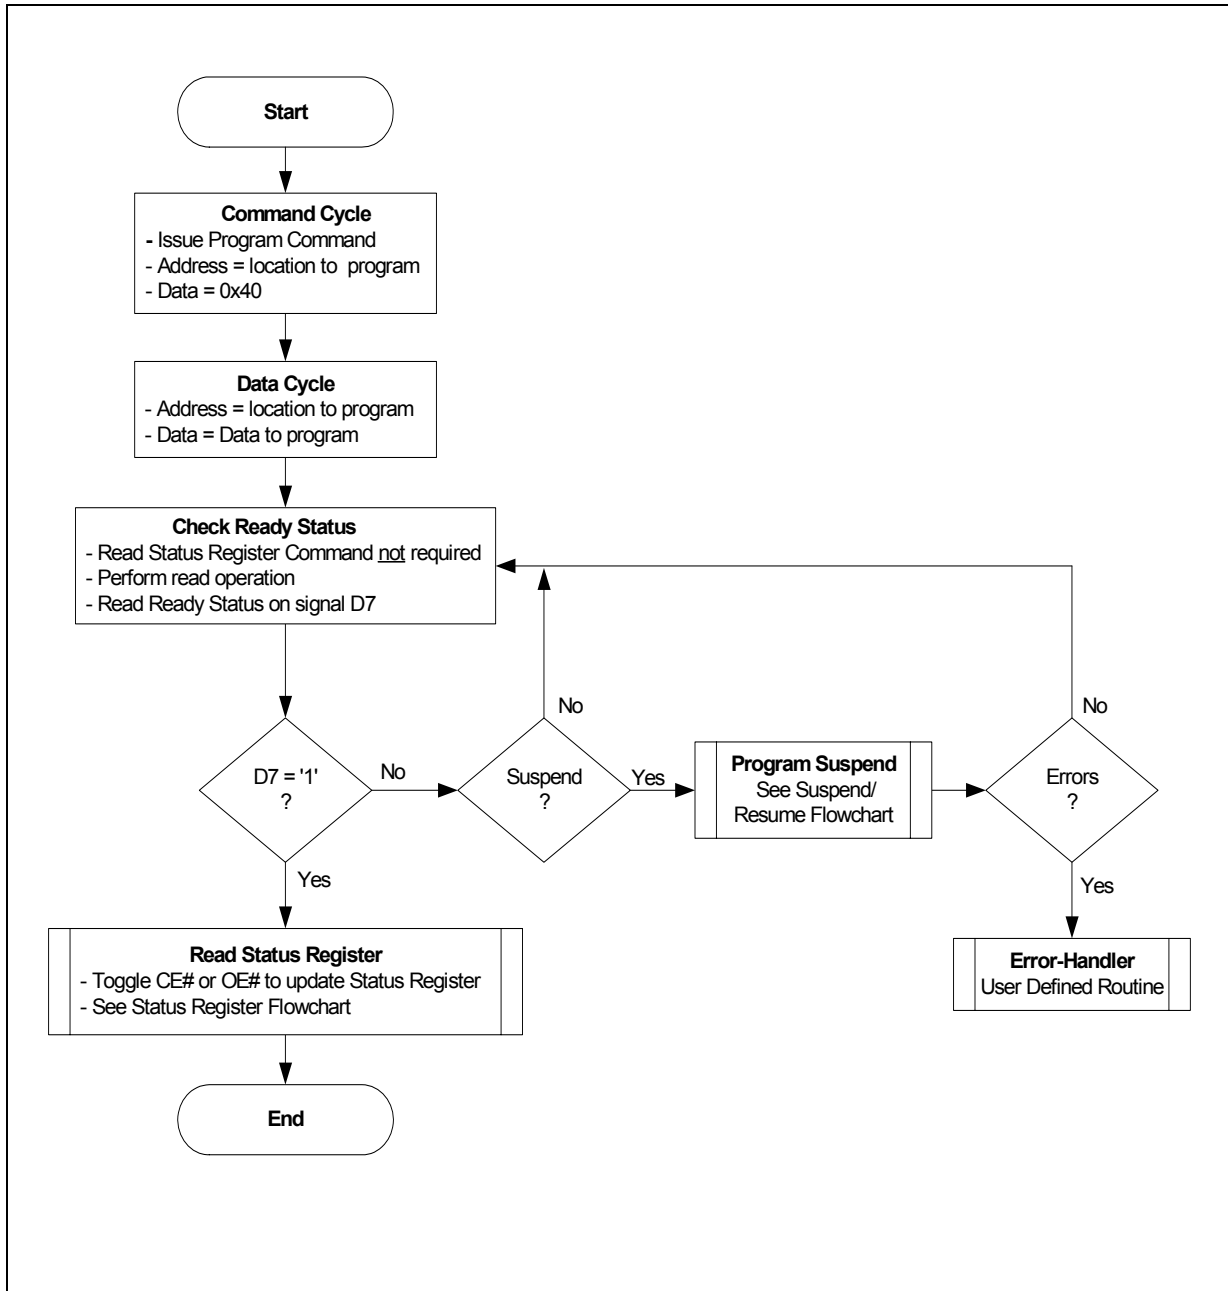 Start
Command Cycle
- Issue Program Command
- Address = location to  program
- Data = 0x40
Data Cycle
- Address = location to program
- Data = Data to program
Check Ready Status
- Read Status Register Command not required
- Perform read operation
- Read Ready Status on signal D7
D7 = '1'
?
No
Suspend
?
No
Yes
Program Suspend
See Suspend/
Resume Flowchart
Errors
?
No
Yes
Error-Handler
User Defined Routine
Yes
Read Status Register
- Toggle CE# or OE# to update Status Register
- See Status Register Flowchart
End